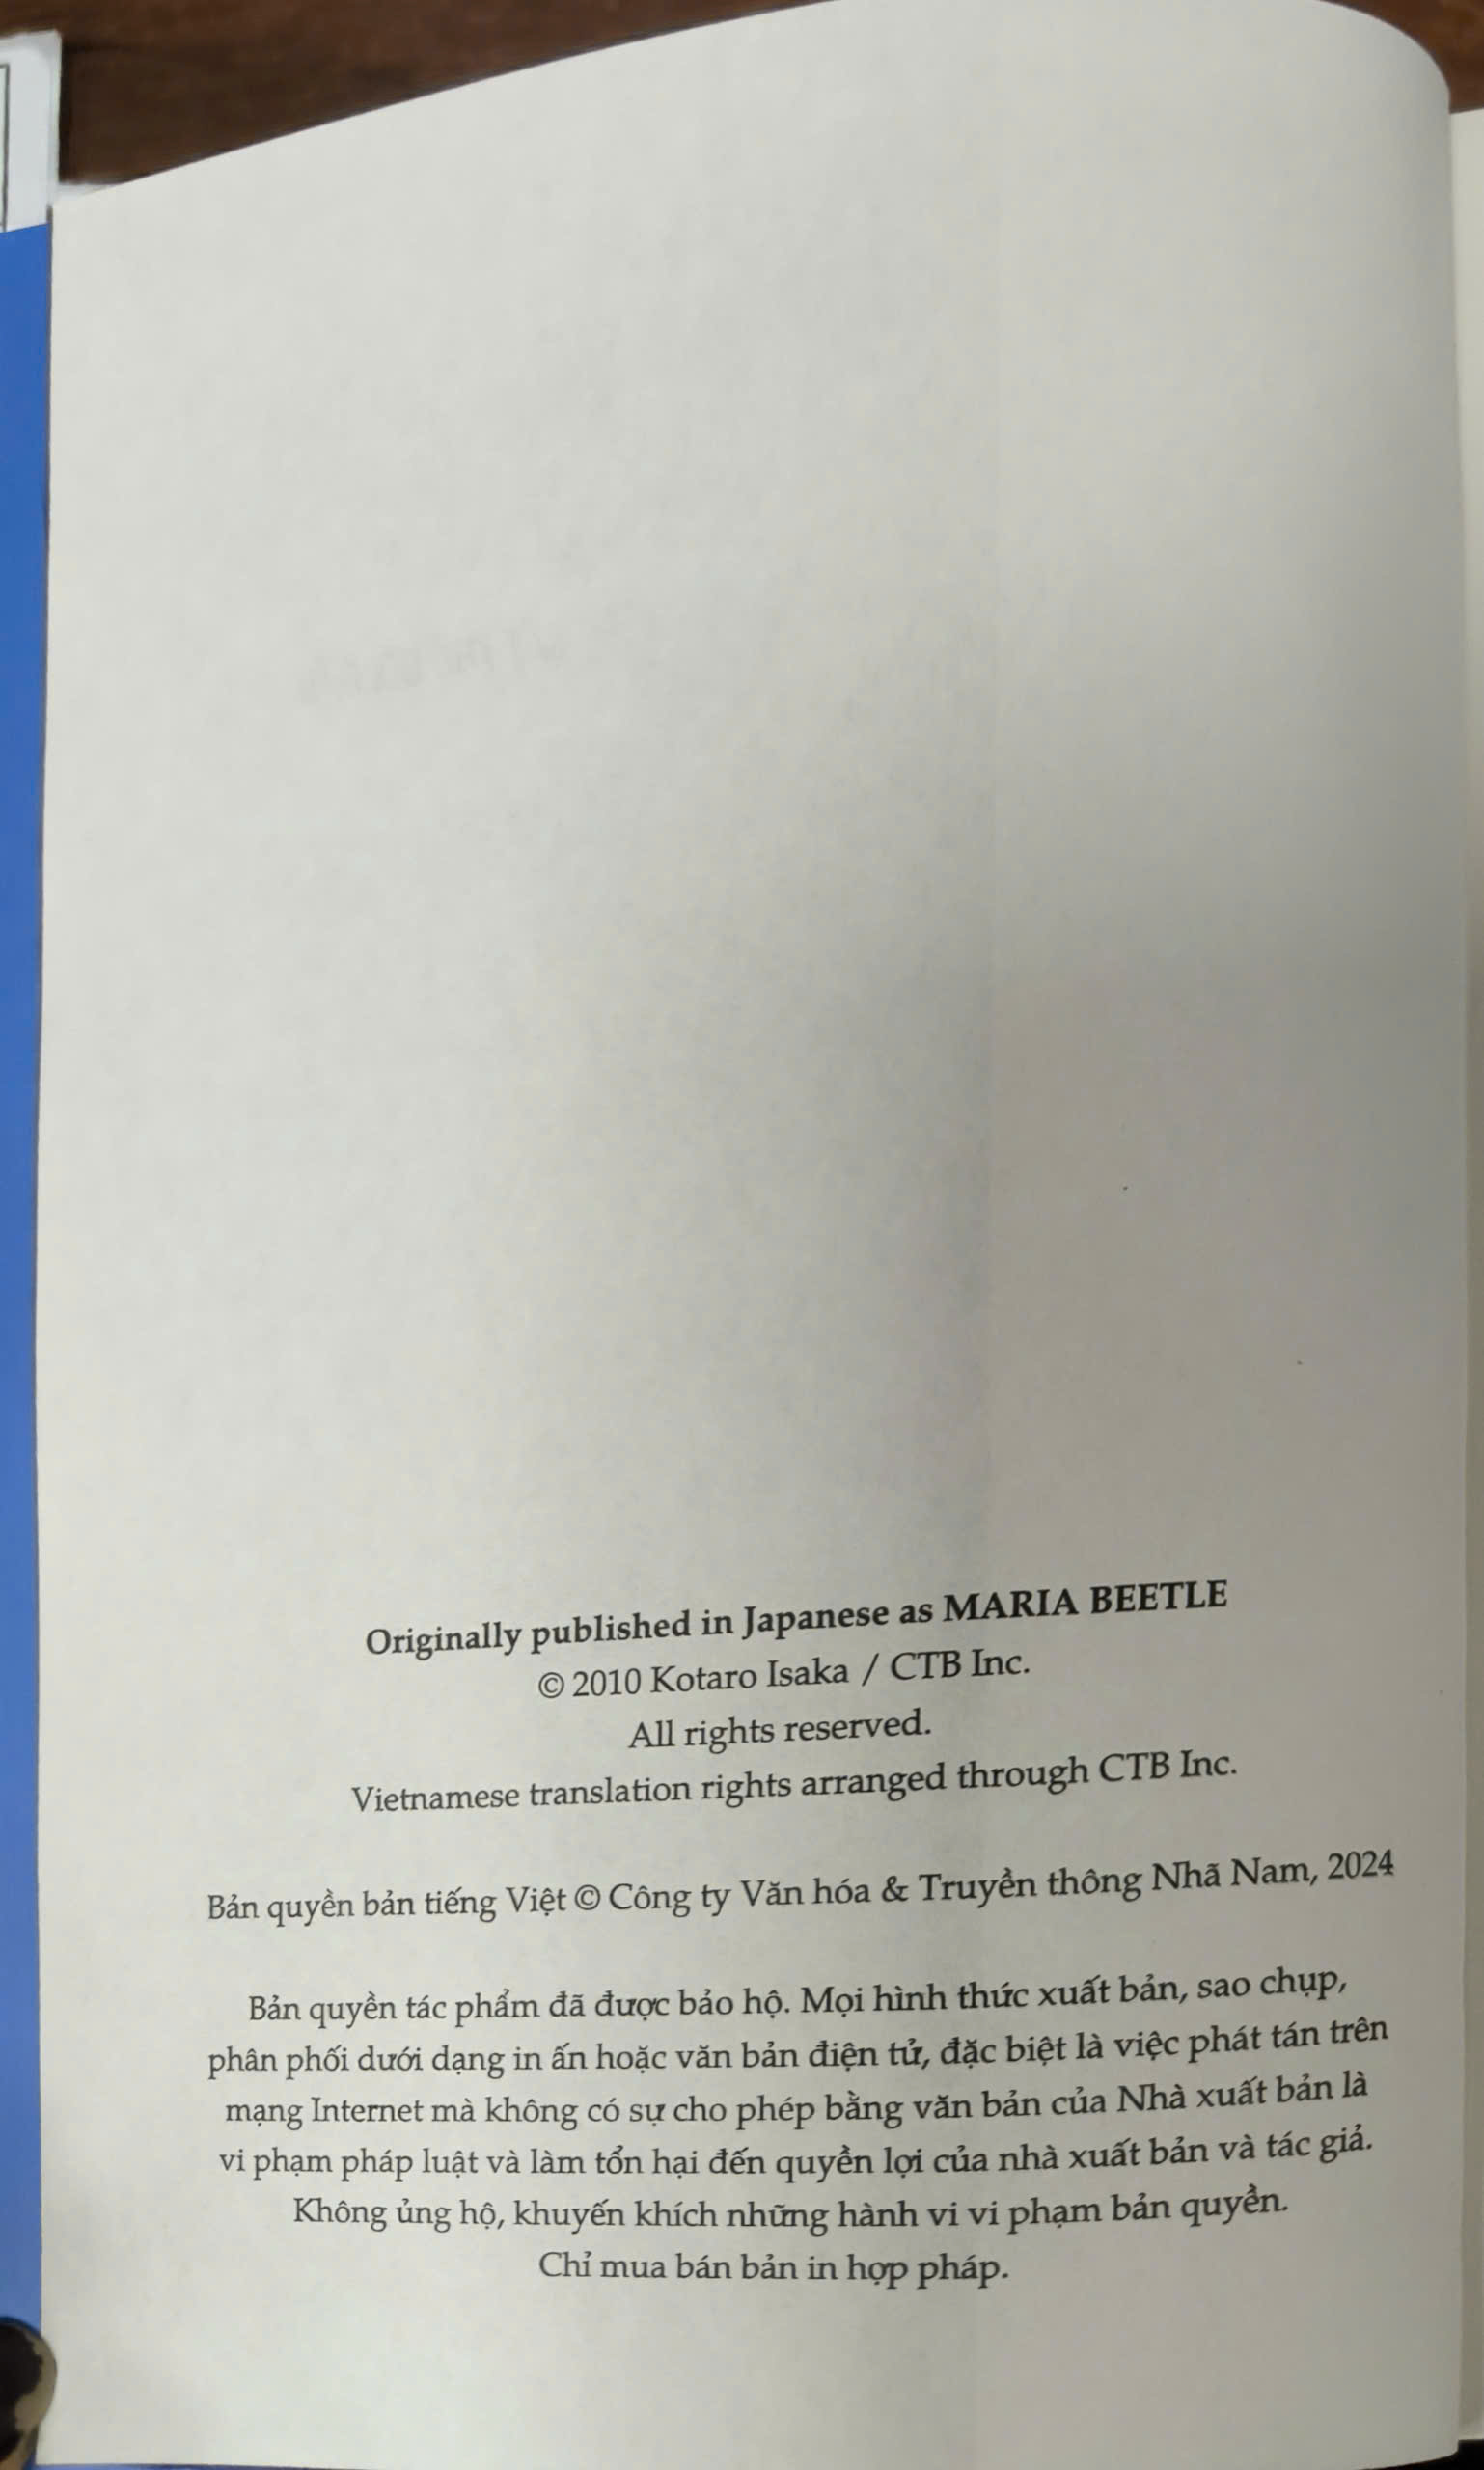 Originally published in Japanese as MARIA BEETLE
© 2010 Kotaro Isaka / CTB Inc.
All rights reserved.
Vietnamese translation rights arranged through CTB Inc.
Bản quyền bản tiếng Việt © Công ty Văn hóa & Truyền thông Nhã Nam, 2024
Bản quyền tác phẩm đã được bảo hộ. Mọi hình thức xuất bản, sao chụp,
phân phối dưới dạng in ấn hoặc văn bản điện tử, đặc biệt là việc phát tán trên
mạng Internet mà không có sự cho phép bằng văn bản của Nhà xuất bản là
vi phạm pháp luật và làm tổn hại đến quyền lợi của nhà xuất bản và tác giả.
Không ủng hộ, khuyến khích những hành vi vi phạm bản quyền.
Chỉ mua bán bản in hợp pháp.